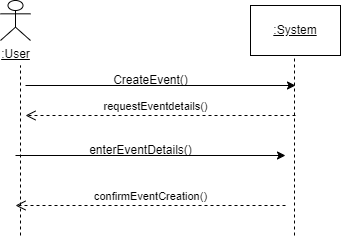 :User
:System
CreateEvent()
requestEventdetails()
enterEventDetails()
confirmEventCreation()